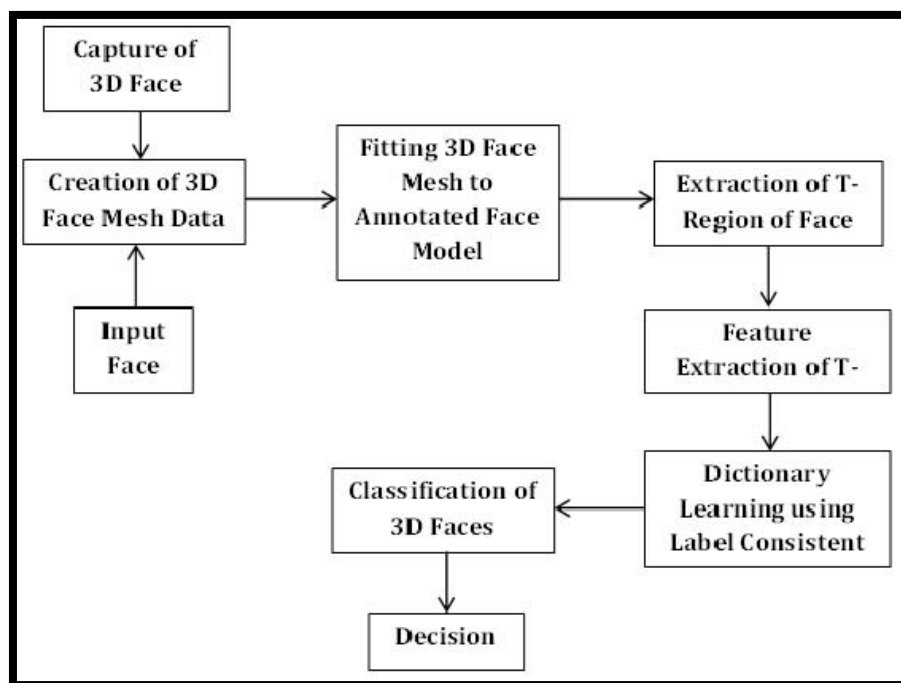 Capture of
3D Face
Creation of 3D
Face Mesh Data
Input
Face
Fitting 3D Face
Mesh to
Annotated Face
Model
Extraction of T-
Region of Face
Feature
Extraction of T-
Dictionary
Learning using
Label Consistent
Classification of
3D Faces
Decision